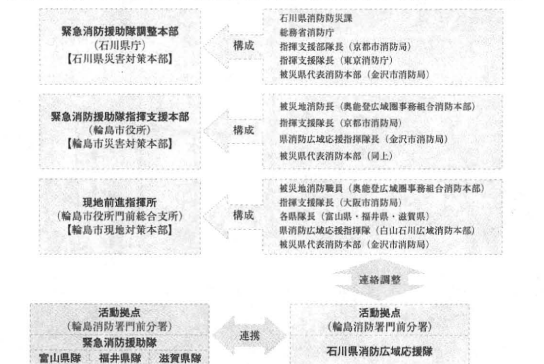 緊急消防援助隊調整本部
（石川県庁）
【石川県災害対策本部】
構成
石川県消防防災課
総務省消防庁
指揮支援部隊長（京都市消防局）
指揮支援隊長（東京消防庁）
被災県代表消防本部（金沢市消防局）
緊急消防援助隊指揮支援本部
（輪島市役所）
【輪島市災害対策本部】
構成
被災地消防長（奥能登広域圏事務組合消防本部）
指揮支援隊長（京都市消防局）
県消防広域応援指揮隊長（金沢市消防局）
被災県代表消防本部（同上）
現地前進指揮所
（輪島市役所門前総合支所）
【輪島市現地対策本部】
構成
被災地消防職員（奥能登広域圏事務組合消防本部）
指揮支援隊長（大阪市消防局）
各県隊長（富山県・福井県・滋賀県）
県消防広域応援指揮隊（白山石川広域消防本部）
被災県代表消防本部（金沢市消防局）
連絡調整
活動拠点
（輪島消防署門前分署）
緊急消防援助隊
富山県隊 福井県隊 滋賀県隊
連携
活動拠点
（輪島消防署門前分署）
石川県消防広域応援隊